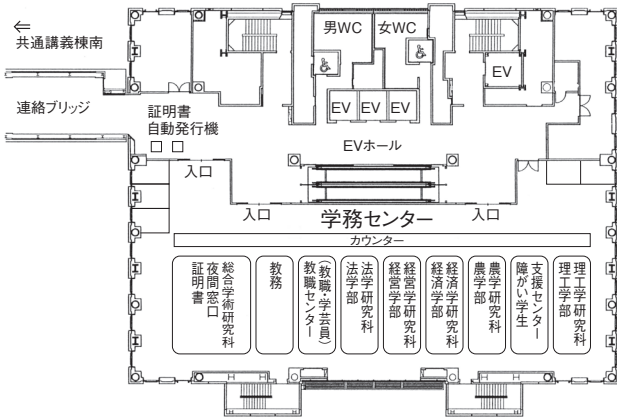 ⇐
共通講義棟南
連絡ブリッジ
証明書
自動発行機
男WC
女WC
EV
EV
EV
EV
EVホール
入口
入口
入口
学務センター
カウンター
総合学術研究科
夜間窓口
証明書
教務
(教職・学芸員)
教職センター
法学研究科
法学部
経営学研究科
経営学部
経済学研究科
経済学部
農学研究科
農学部
支援センター
障がい学生
理工学研究科
理工学部